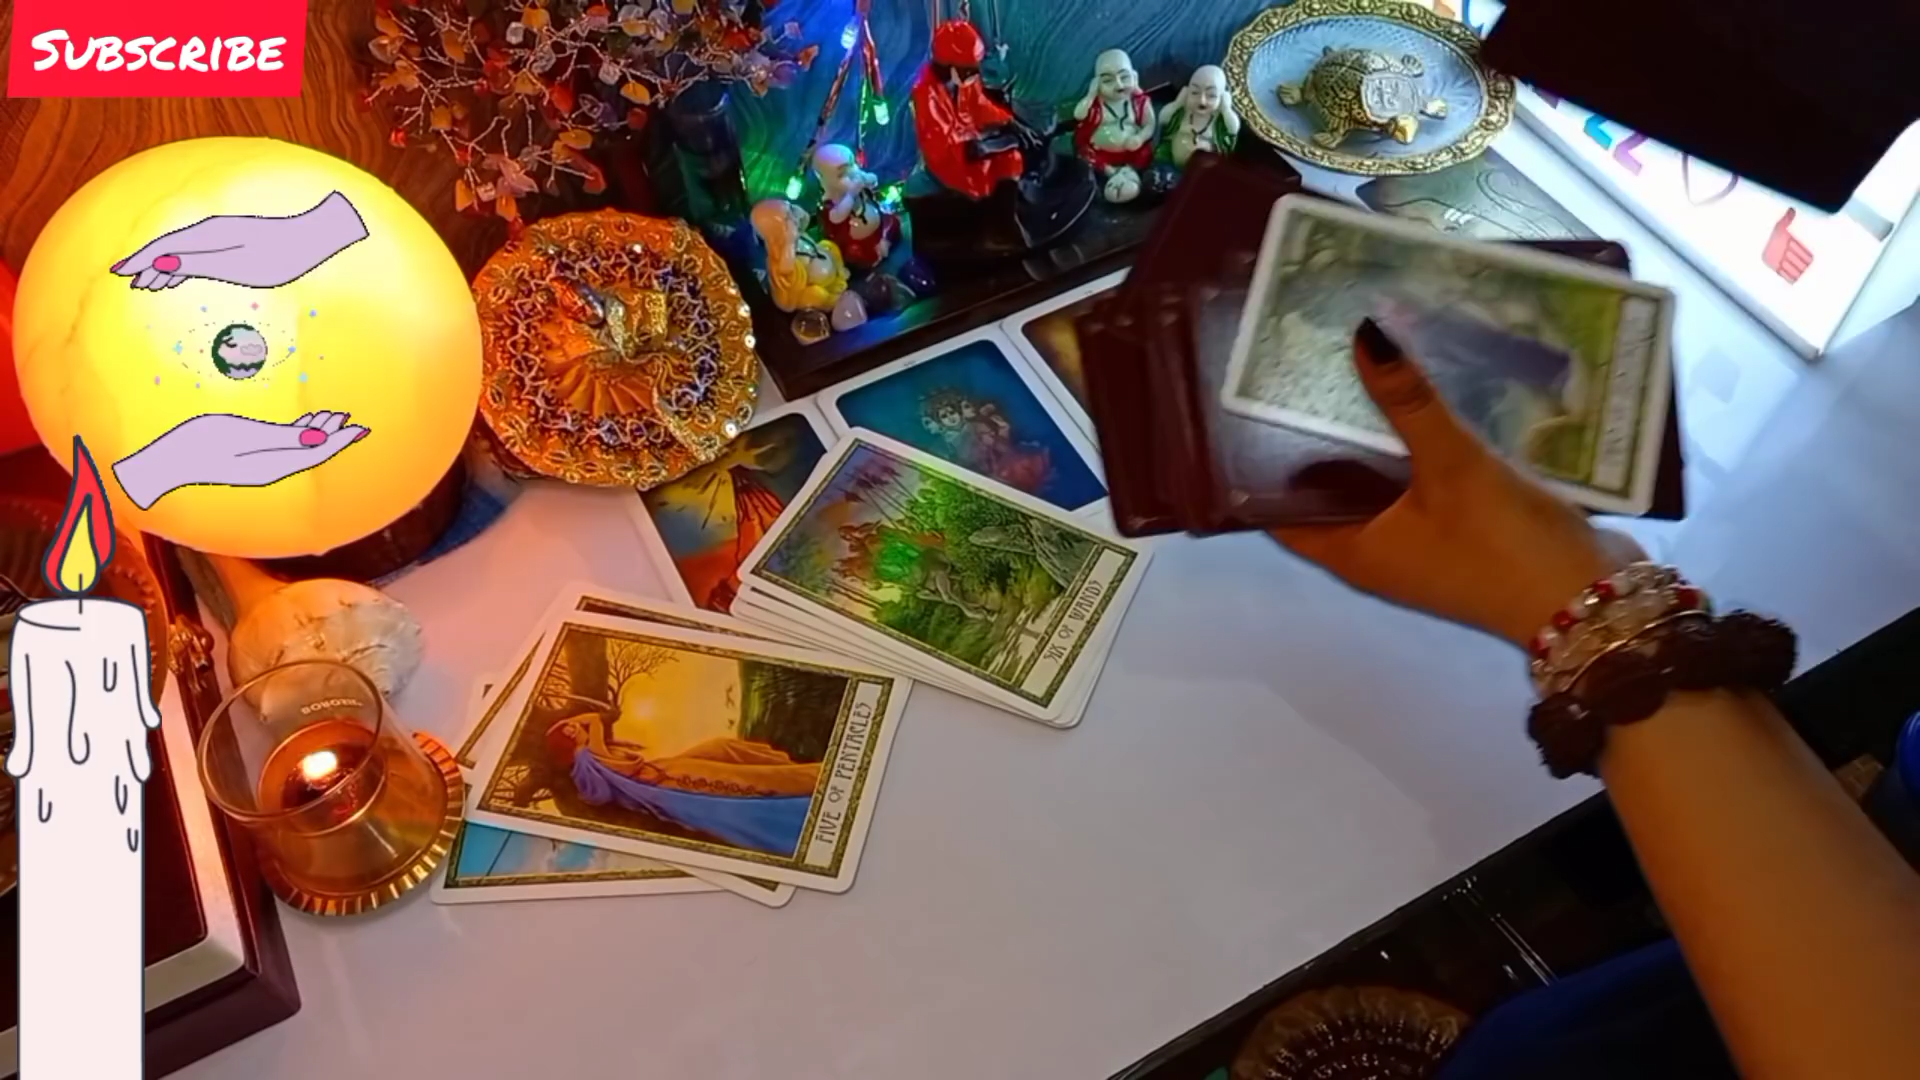 SUBSCRIBE
SIX OF WANDS
FIVE OF PENTACLES